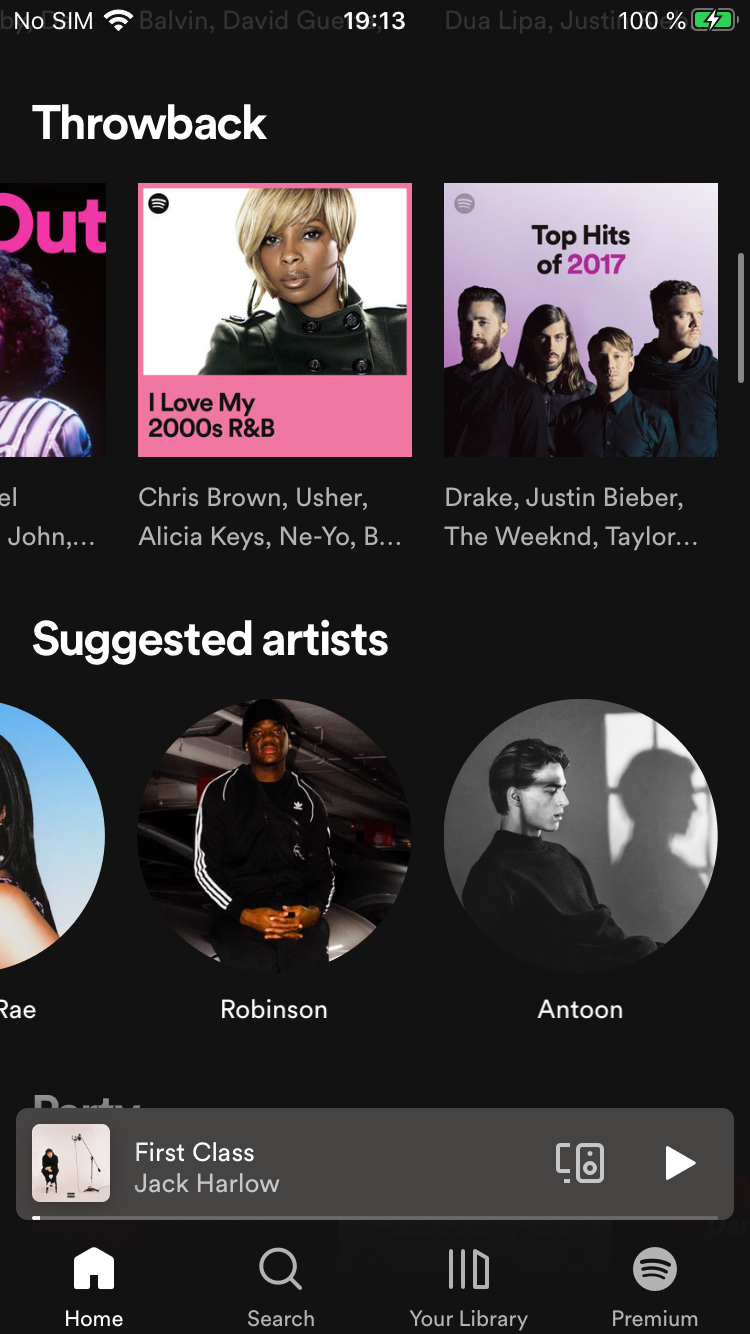 No SIM 19:13 100 %
Balvin, David Gue
Dua Lipa, Justin
Throwback
Out
I Love My
2000s R&B
Top Hits
of 2017
el
John,...
Chris Brown, Usher,
Alicia Keys, Ne-Yo, B...
Drake, Justin Bieber,
The Weeknd, Taylor...
Suggested artists
Rae
Robinson
Antoon
Party
First Class
Jack Harlow
Home
Search
Your Library
Premium